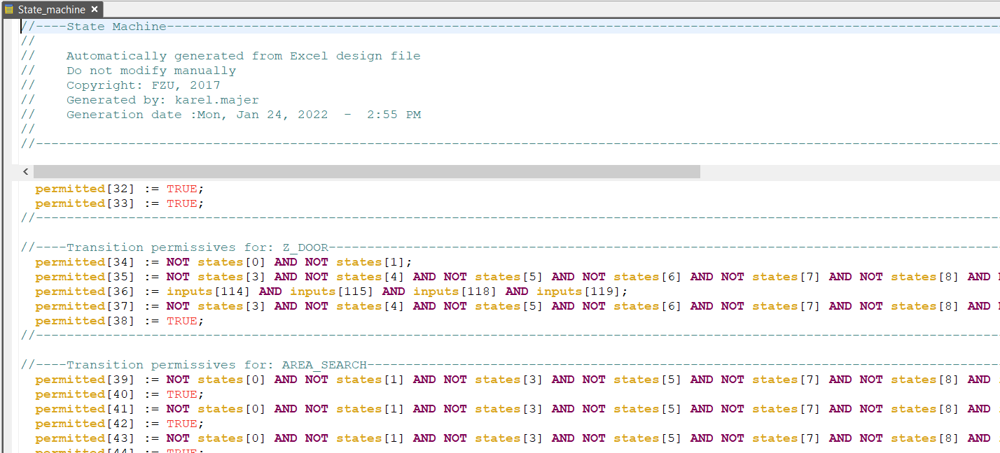 State_machine ×
//----State Machine------------------------------------------------------------------------------------------------------------
//
//    Automatically generated from Excel design file
//    Do not modify manually
//    Copyright: FZU, 2017
//    Generated by: karel.majer
//    Generation date :Mon, Jan 24, 2022  -  2:55 PM
//
//-----------------------------------------------------------------------------------------------------------------------------
permitted[32] := TRUE;
permitted[33] := TRUE;
//-----------------------------------------------------------------------------------------------------------------------------
//----Transition permissives for: Z_DOOR---------------------------------------------------------------------------------------
permitted[34] := NOT states[0] AND NOT states[1];
permitted[35] := NOT states[3] AND NOT states[4] AND NOT states[5] AND NOT states[6] AND NOT states[7] AND NOT states[8] AND
permitted[36] := inputs[114] AND inputs[115] AND inputs[118] AND inputs[119];
permitted[37] := NOT states[3] AND NOT states[4] AND NOT states[5] AND NOT states[6] AND NOT states[7] AND NOT states[8] AND
permitted[38] := TRUE;
//-----------------------------------------------------------------------------------------------------------------------------
//----Transition permissives for: AREA_SEARCH----------------------------------------------------------------------------------
permitted[39] := NOT states[0] AND NOT states[1] AND NOT states[3] AND NOT states[5] AND NOT states[7] AND NOT states[8] AND
permitted[40] := TRUE;
permitted[41] := NOT states[0] AND NOT states[1] AND NOT states[3] AND NOT states[5] AND NOT states[7] AND NOT states[8] AND
permitted[42] := TRUE;
permitted[43] := NOT states[0] AND NOT states[1] AND NOT states[3] AND NOT states[5] AND NOT states[7] AND NOT states[8] AND
permitted[44] := TRUE;